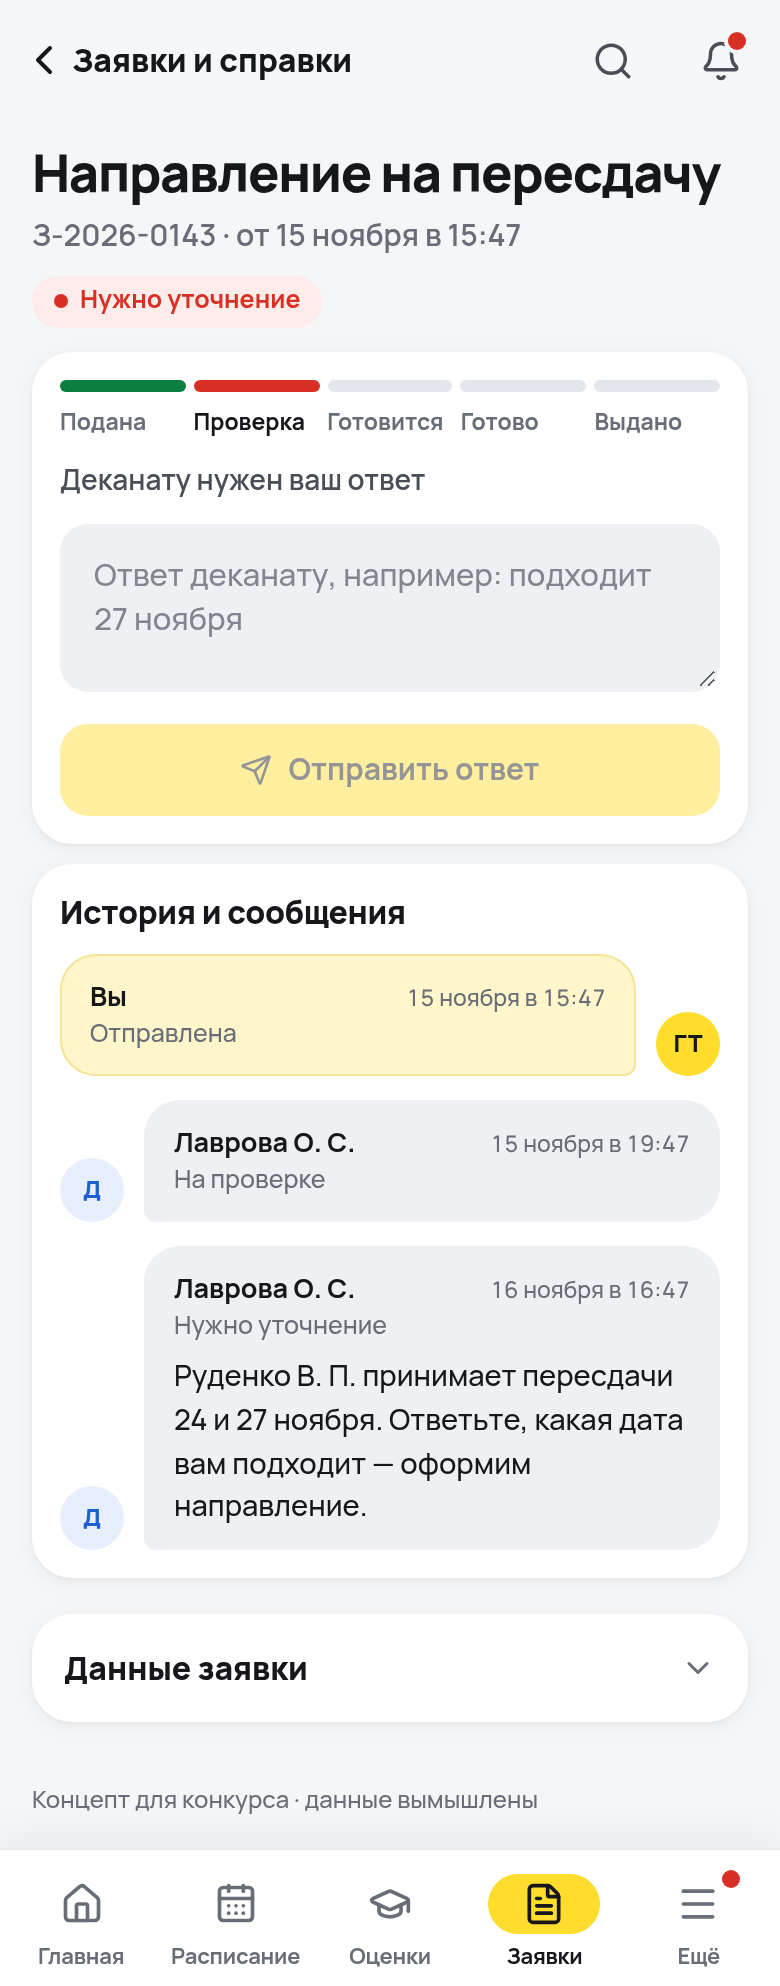 Заявки и справки
Направление на пересдачу
З-2026-0143 · от 15 ноября в 15:47
Нужно уточнение
Подана Проверка Готовится Готово Выдано
Деканату нужен ваш ответ
Ответ деканату, например: подходит
27 ноября
Отправить ответ
История и сообщения
Вы 15 ноября в 15:47
Отправлена
ГТ
Лаврова О. С. 15 ноября в 19:47
На проверке
Д
Лаврова О. С. 16 ноября в 16:47
Нужно уточнение
Руденко В. П. принимает пересдачи
24 и 27 ноября. Ответьте, какая дата
вам подходит — оформим
направление.
Д
Данные заявки
Концепт для конкурса · данные вымышлены
Главная Расписание Оценки Заявки Ещё